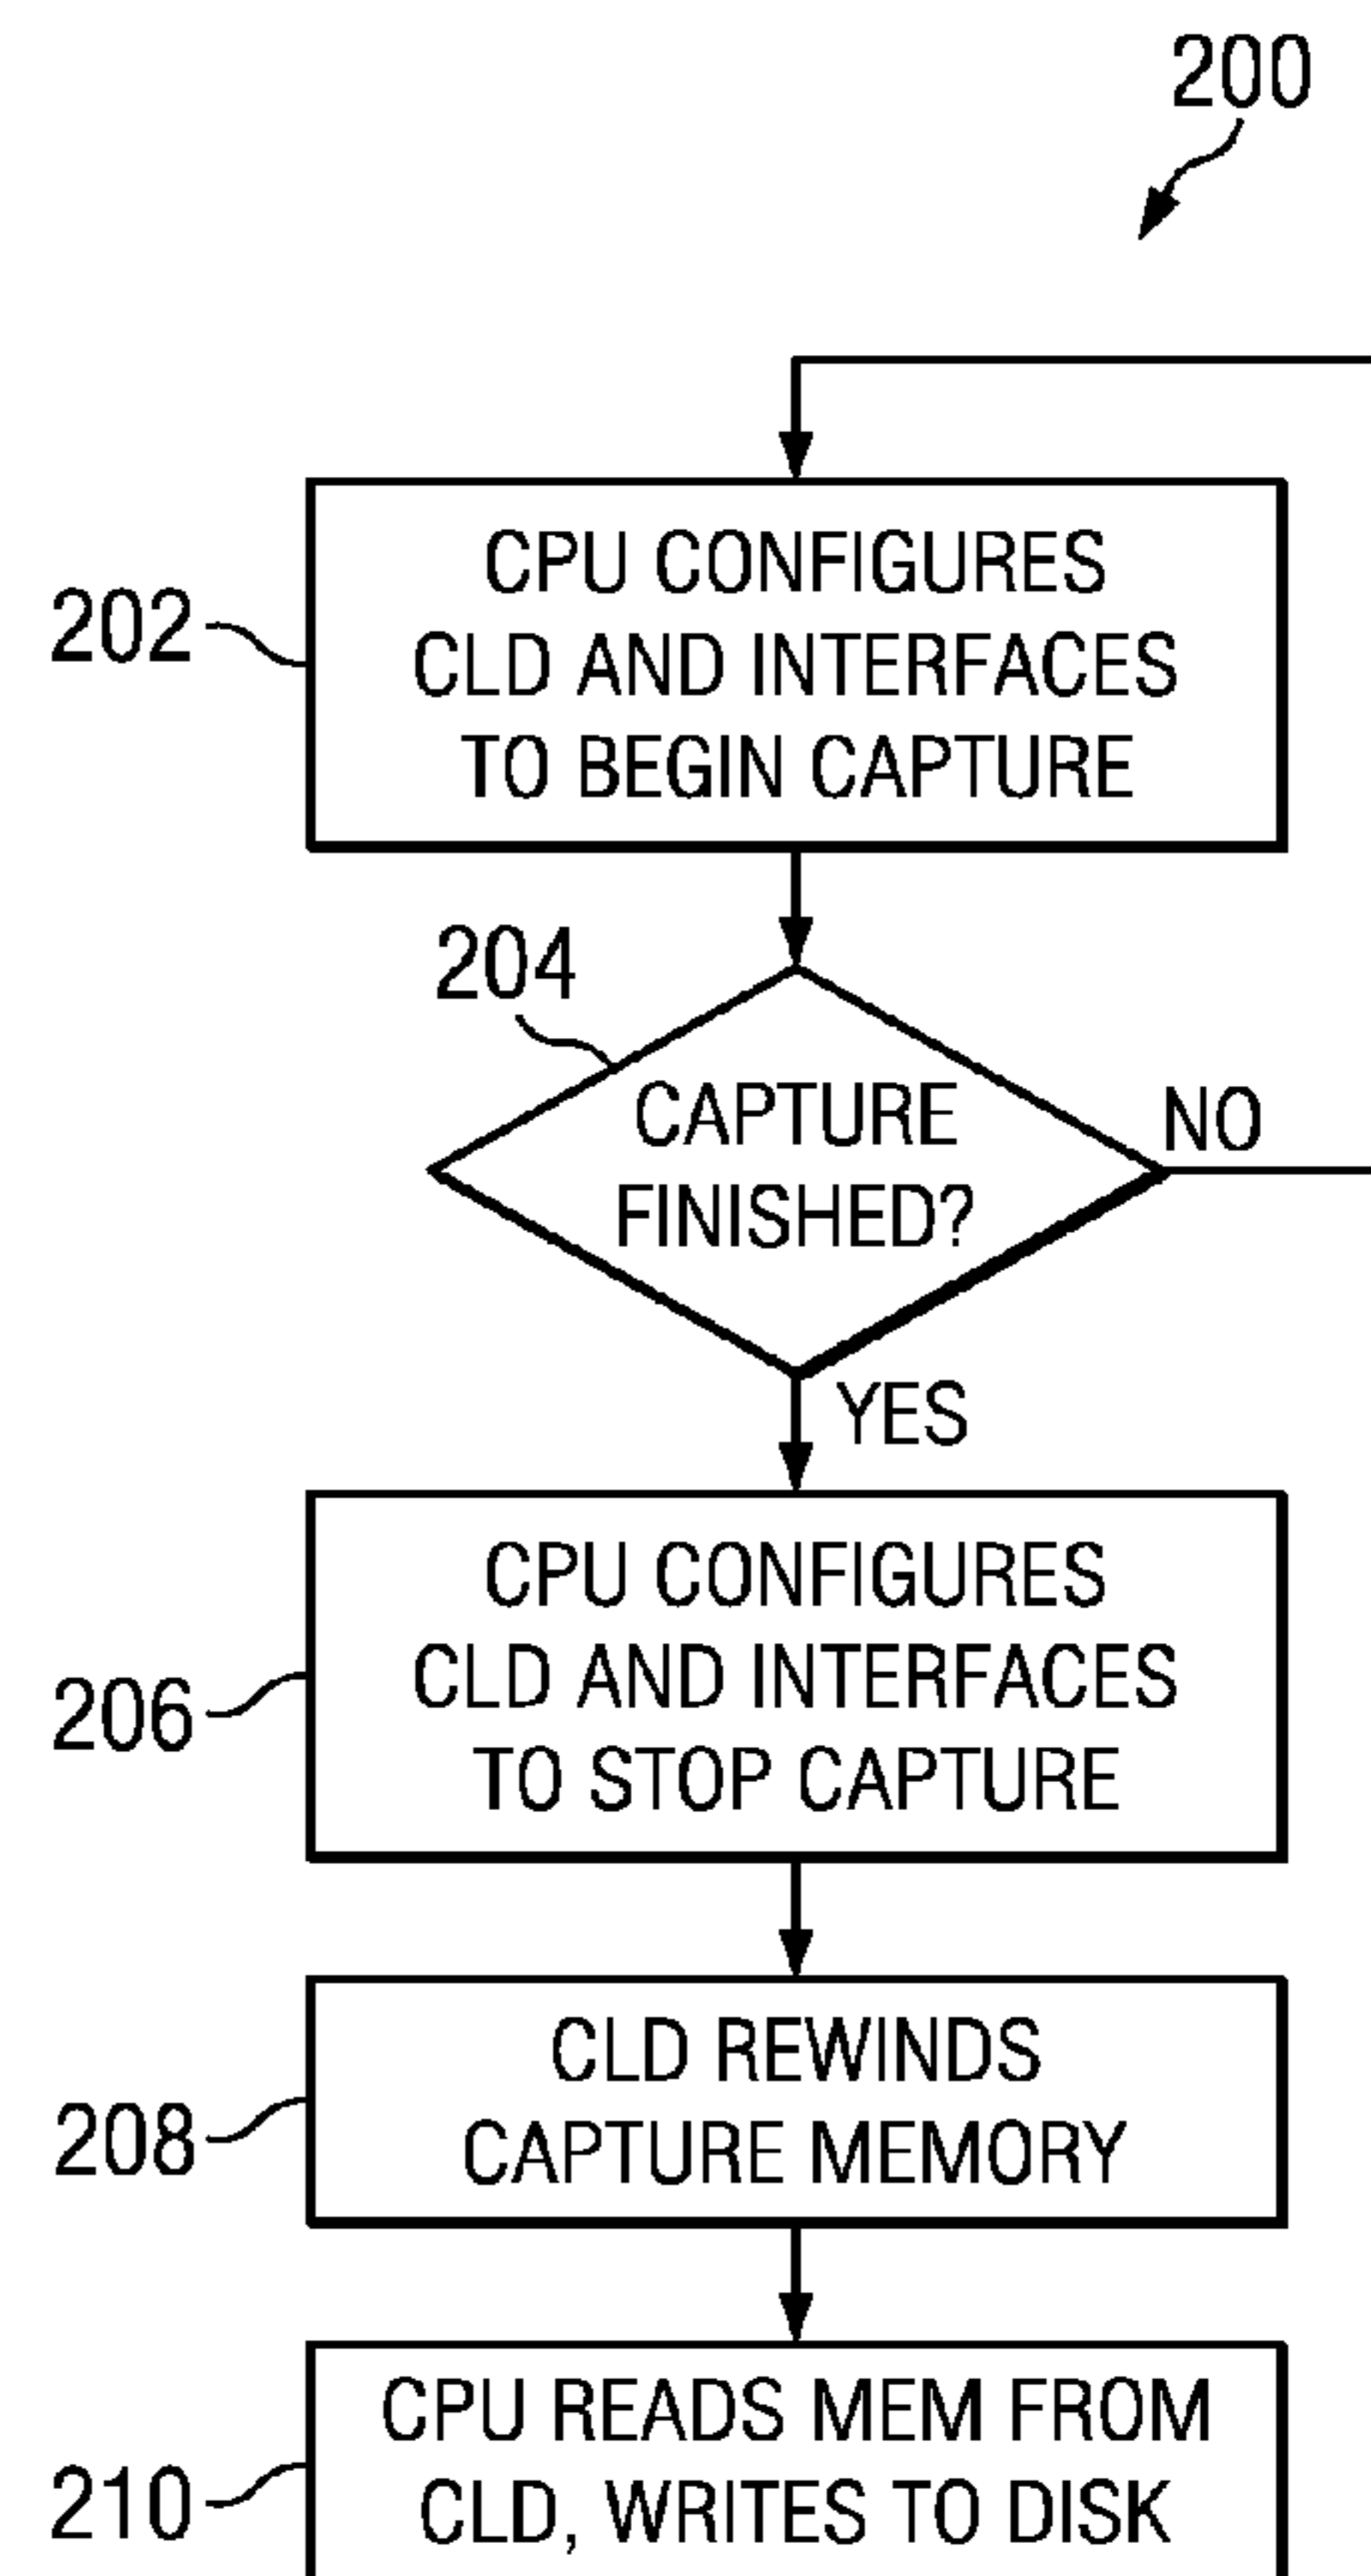 200
202
CPU CONFIGURES
CLD AND INTERFACES
TO BEGIN CAPTURE
204
CAPTURE
FINISHED?
NO
YES
206
CPU CONFIGURES
CLD AND INTERFACES
TO STOP CAPTURE
208
CLD REWINDS
CAPTURE MEMORY
210
CPU READS MEM FROM
CLD, WRITES TO DISK